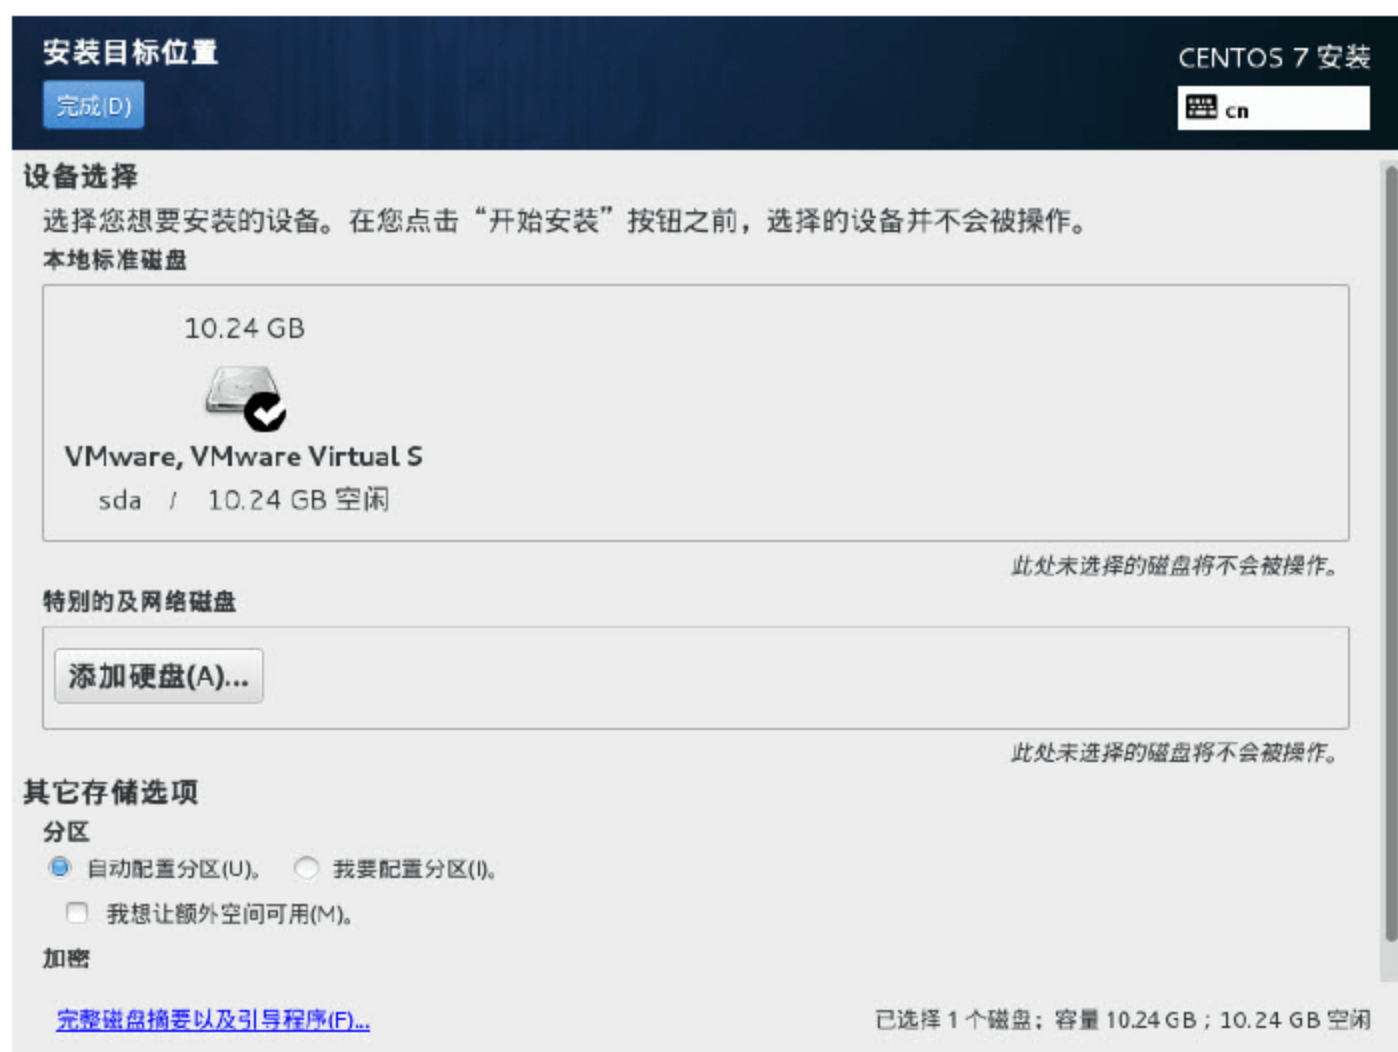 安装目标位置
CENTOS 7 安装
完成(D)
cn
设备选择
选择您想要安装的设备。在您点击“开始安装”按钮之前，选择的设备并不会被操作。
本地标准磁盘
10.24 GB
VMware, VMware Virtual S
sda / 10.24 GB 空闲
此处未选择的磁盘将不会被操作。
特别的及网络磁盘
添加硬盘(A)...
此处未选择的磁盘将不会被操作。
其它存储选项
分区
自动配置分区(U)。 我要配置分区(I)。
我想让额外空间可用(M)。
加密
完整磁盘摘要以及引导程序(F)...
已选择 1 个磁盘；容量 10.24 GB；10.24 GB 空闲